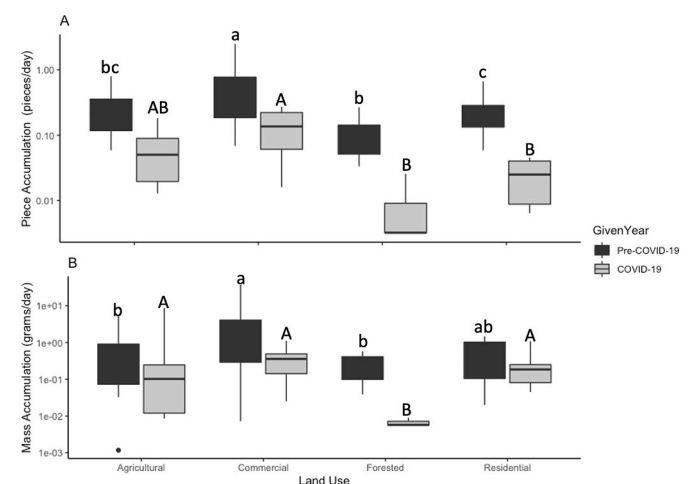 A
Piece Accumulation (pieces/day)
1.00
0.10
0.01
bc
AB
a
A
b
B
c
B
GivenYear
Pre-COVID-19
COVID-19
B
Mass Accumulation (grams/day)
1e+01
1e+00
1e-01
1e-02
1e-03
b
A
a
A
b
B
ab
A
Agricultural
Commercial
Forested
Residential
Land Use